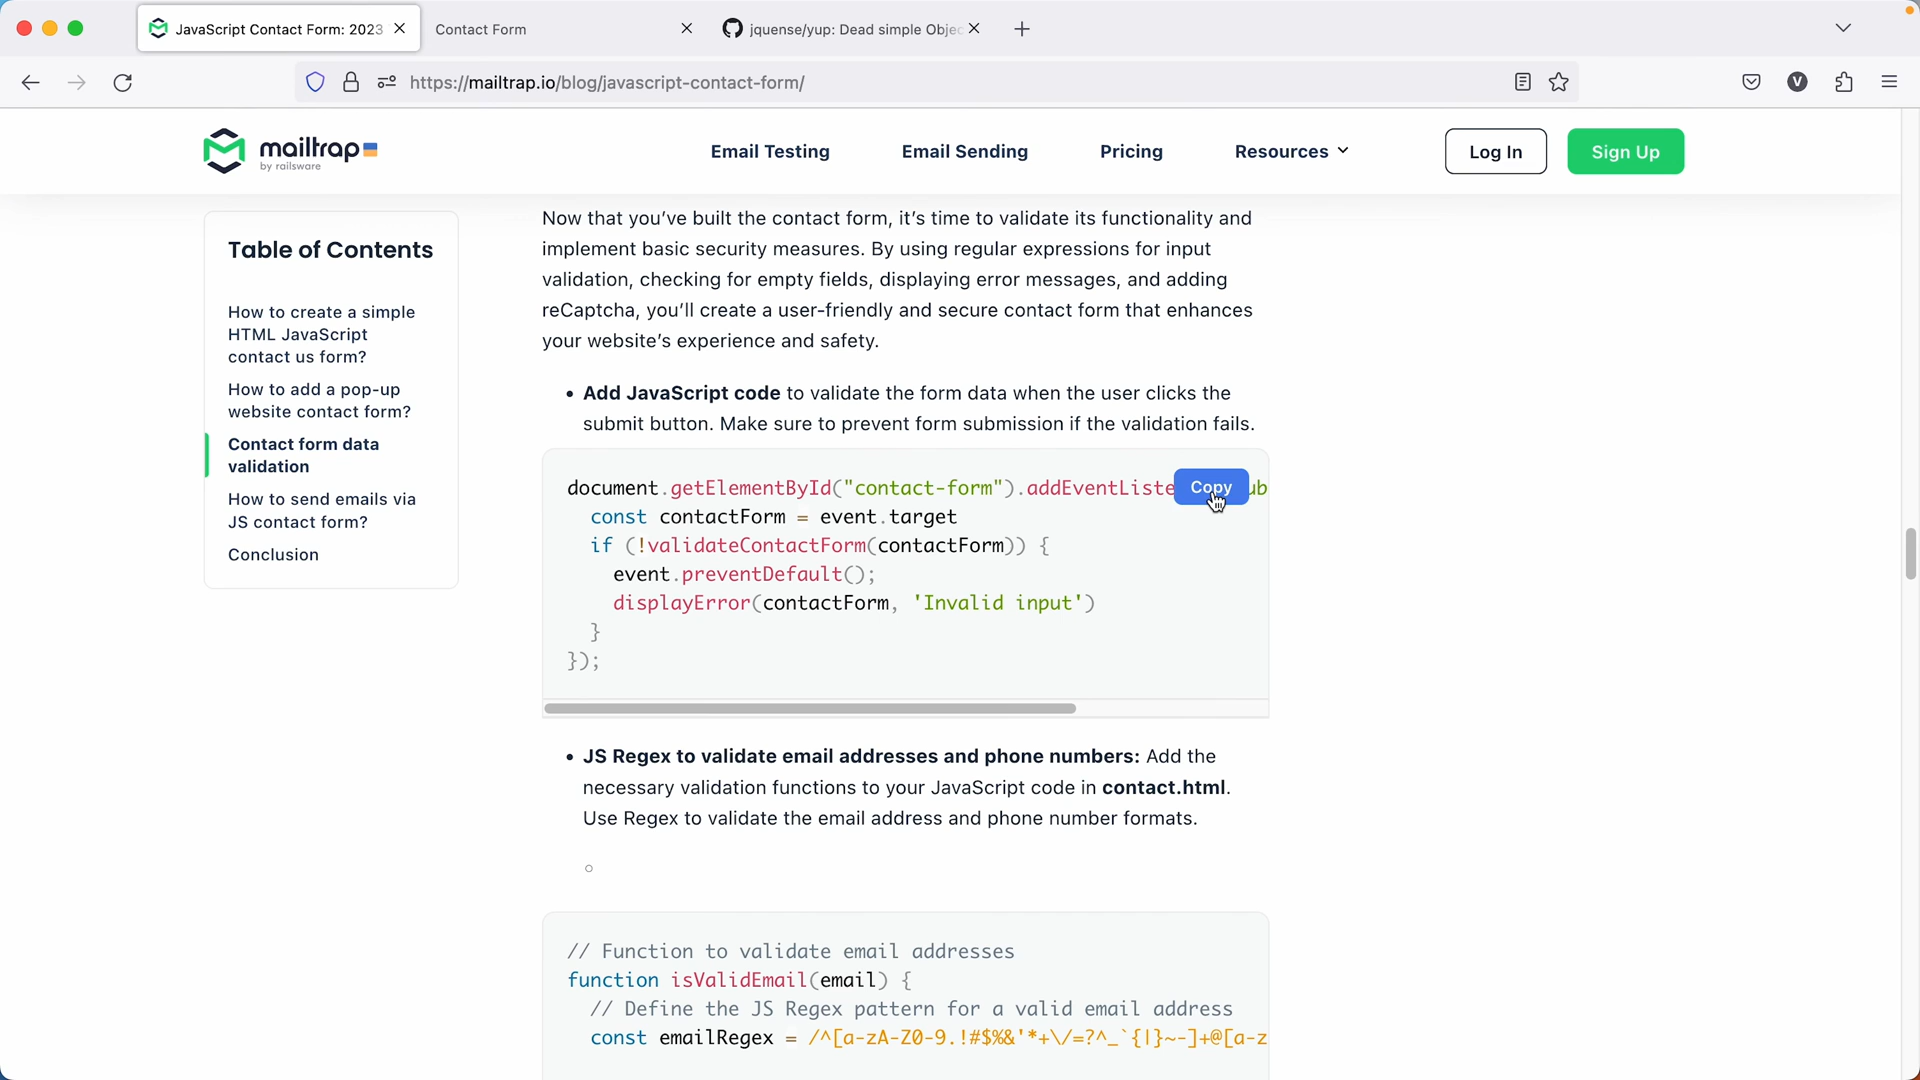 JavaScript Contact Form: 2023
Contact Form
jquense/yup: Dead simple Objec
https://mailtrap.io/blog/javascript-contact-form/
V
mailtrap
by railsware
Email Testing
Email Sending
Pricing
Resources
Log In
Sign Up
Table of Contents
How to create a simple
HTML JavaScript
contact us form?
How to add a pop-up
website contact form?
Contact form data
validation
How to send emails via
JS contact form?
Conclusion
Now that you’ve built the contact form, it’s time to validate its functionality and
implement basic security measures. By using regular expressions for input
validation, checking for empty fields, displaying error messages, and adding
reCaptcha, you’ll create a user-friendly and secure contact form that enhances
your website’s experience and safety.
• Add JavaScript code to validate the form data when the user clicks the
submit button. Make sure to prevent form submission if the validation fails.
document.getElementById("contact-form").addEventListe
Copy
ub
const contactForm = event.target
if (!validateContactForm(contactForm)) {
event.preventDefault();
displayError(contactForm, 'Invalid input')
}
});
• JS Regex to validate email addresses and phone numbers: Add the
necessary validation functions to your JavaScript code in contact.html.
Use Regex to validate the email address and phone number formats.
// Function to validate email addresses
function isValidEmail(email) {
// Define the JS Regex pattern for a valid email address
const emailRegex = /^[a-zA-Z0-9.!#$%&'*+\/=?^_`{|}~-]+@[a-z